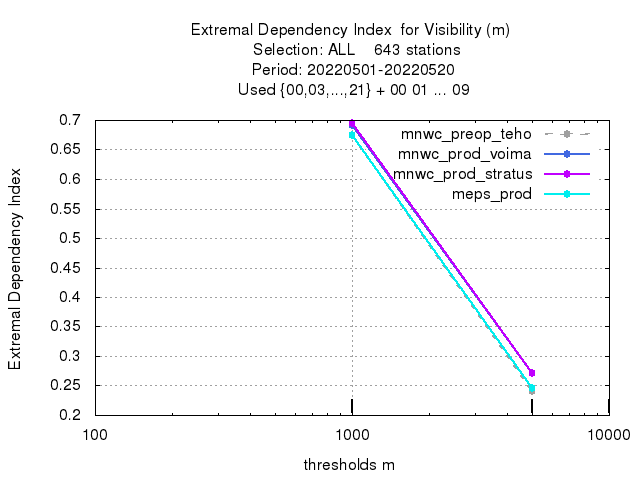 Extremal Dependency Index  for Visibility (m)
Selection: ALL    643 stations
Period: 20220501-20220520
Used {00,03,...,21} + 00 01 ... 09
mnwc_preop_teho
mnwc_prod_voima
mnwc_prod_stratus
meps_prod
Extremal Dependency Index
0.7
0.65
0.6
0.55
0.5
0.45
0.4
0.35
0.3
0.25
0.2
100
1000
10000
thresholds m